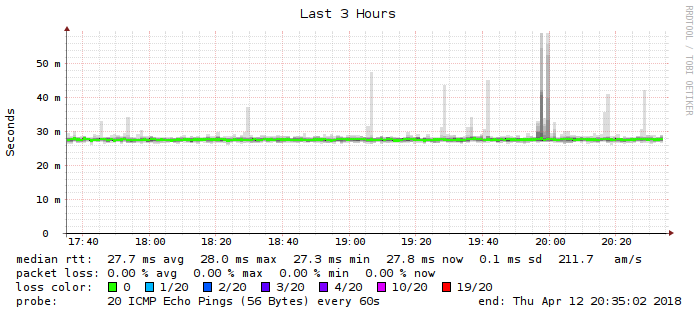 Last 3 Hours
RRDTOOL / TOBI OETIKER
Seconds
50 m
40 m
30 m
20 m
10 m
0
17:40 18:00 18:20 18:40 19:00 19:20 19:40 20:00 20:20
median rtt: 27.7 ms avg 28.0 ms max 27.3 ms min 27.8 ms now 0.1 ms sd 211.7 am/s
packet loss: 0.00 % avg 0.00 % max 0.00 % min 0.00 % now
loss color: 0 1/20 2/20 3/20 4/20 10/20 19/20
probe: 20 ICMP Echo Pings (56 Bytes) every 60s end: Thu Apr 12 20:35:02 2018